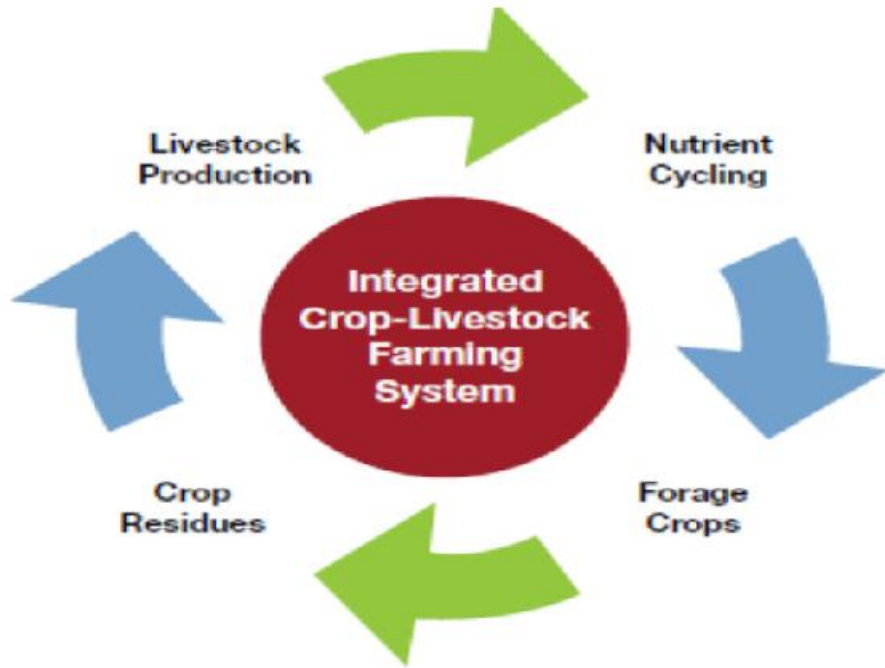 Livestock
Production
Nutrient
Cycling
Integrated
Crop-Livestock
Farming
System
Crop
Residues
Forage
Crops